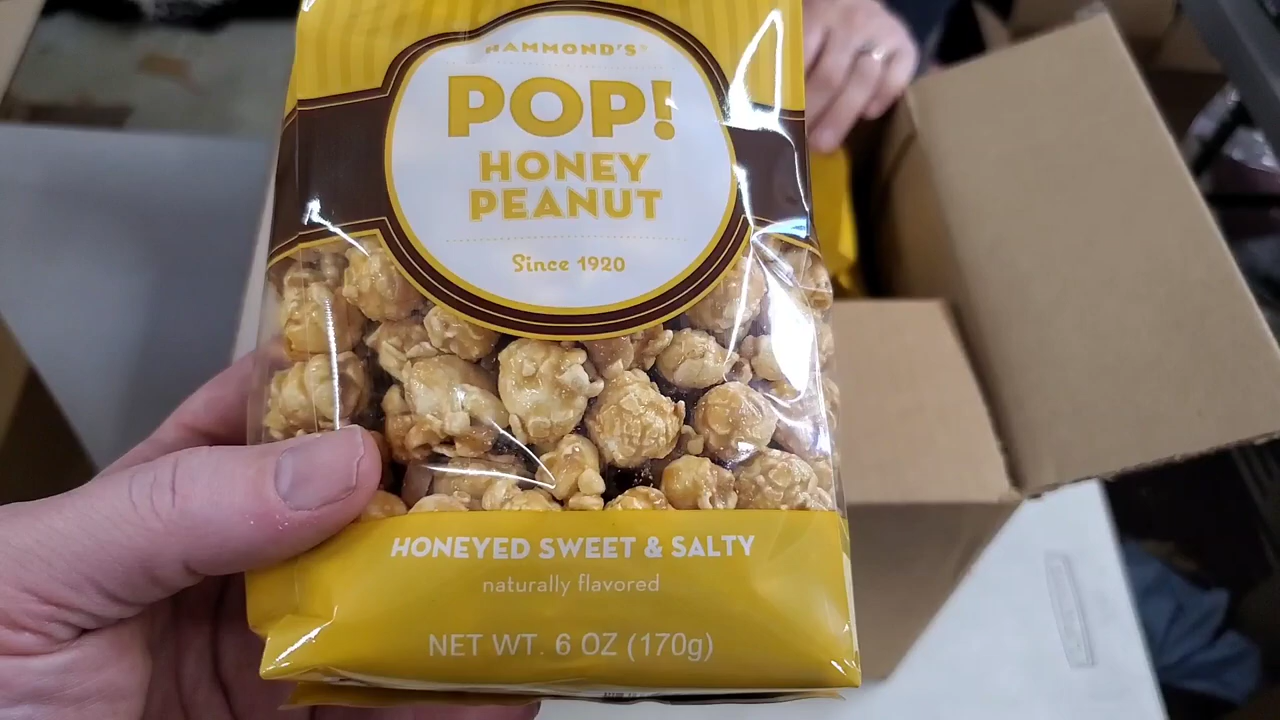 HAMMOND'S
POP!
HONEY
PEANUT
Since 1920
HONEYED SWEET & SALTY
naturally flavored
NET WT. 6 OZ (170g)